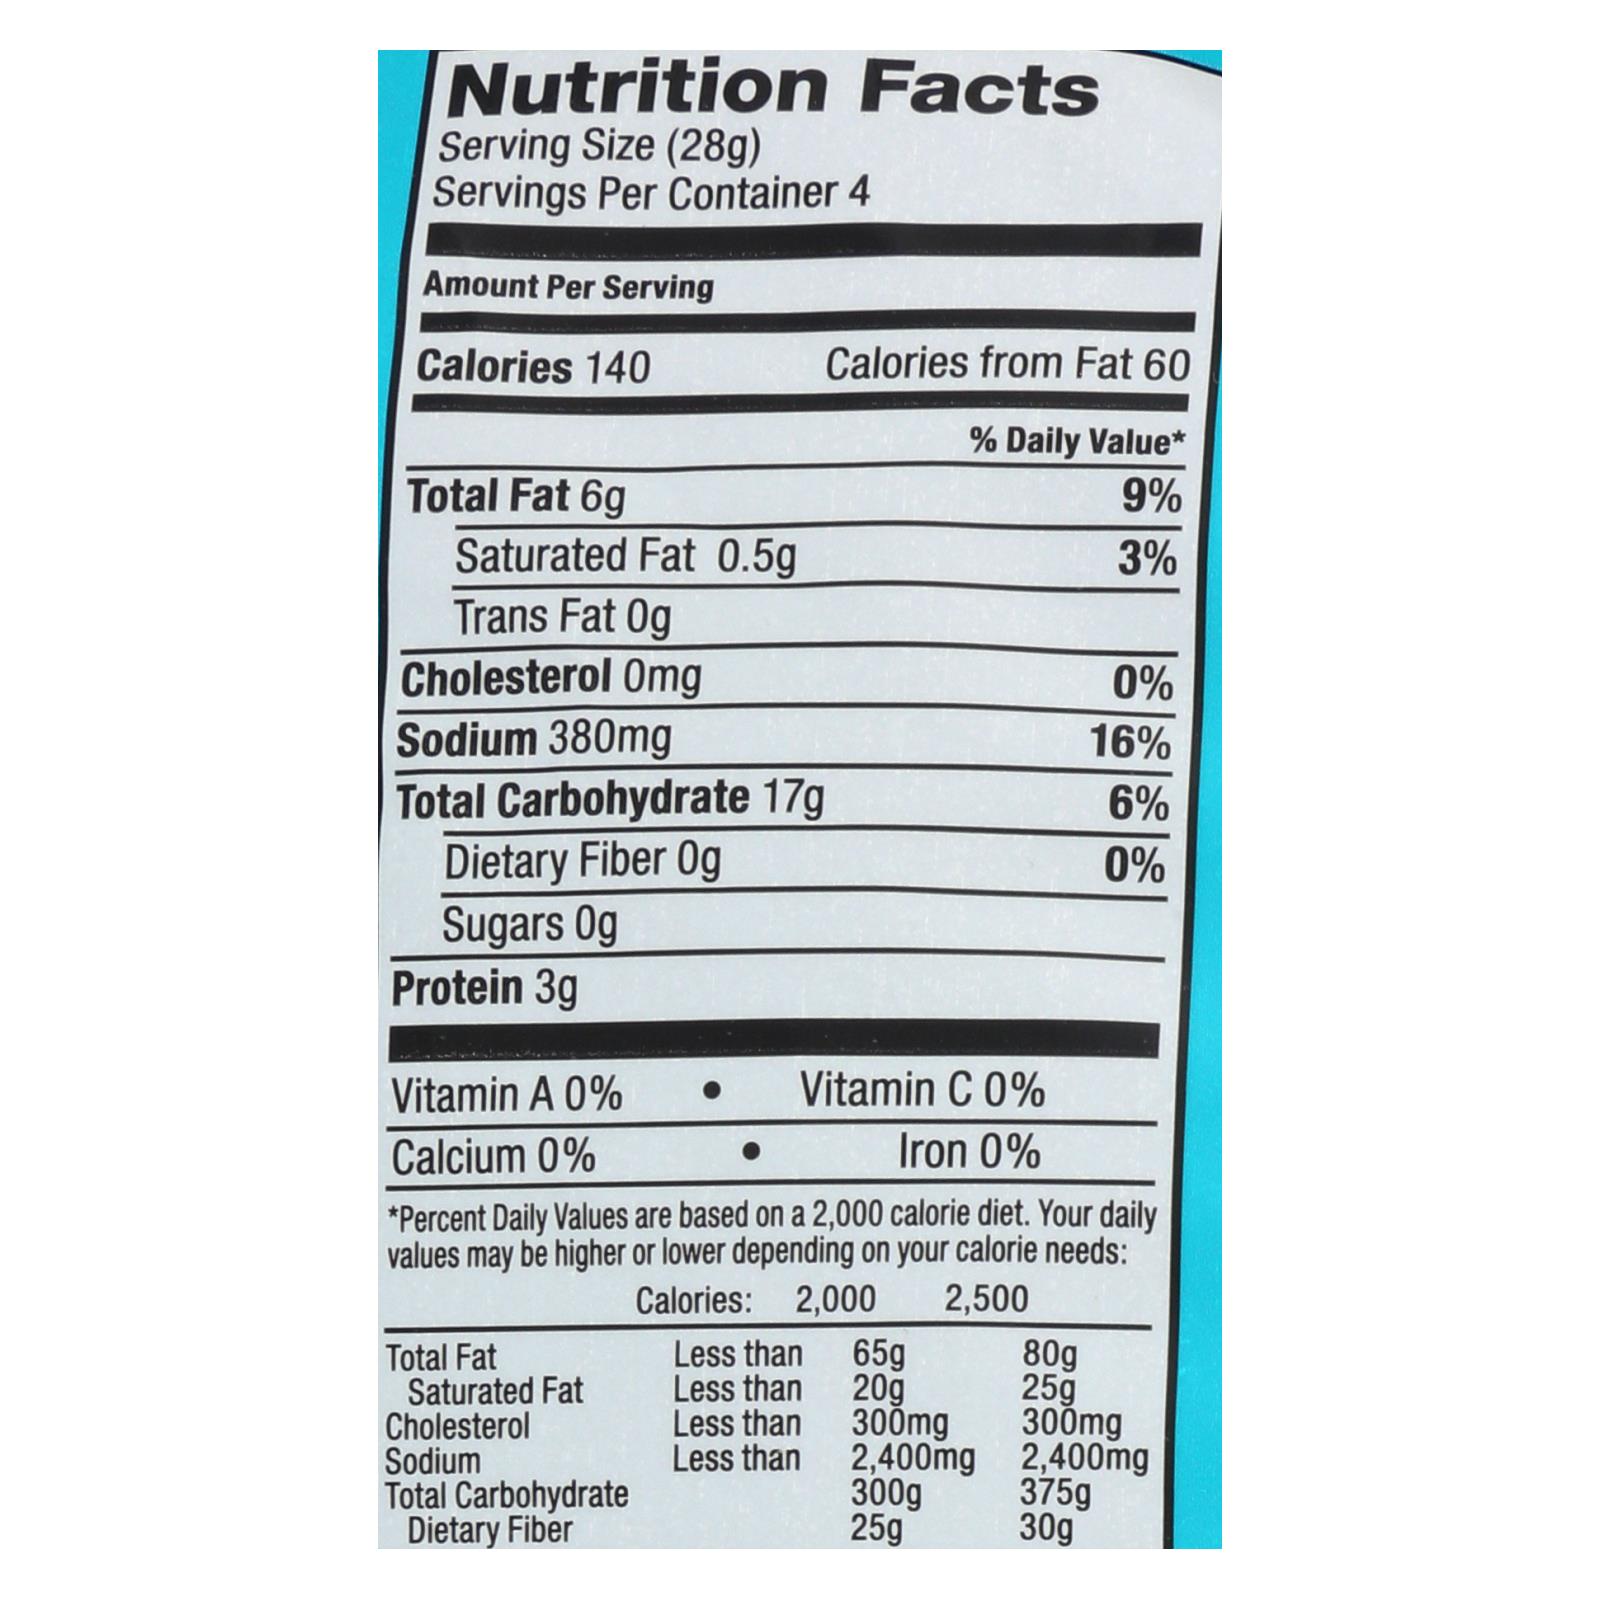 Nutrition Facts
Serving Size (28g)
Servings Per Container 4
Amount Per Serving
Calories 140 Calories from Fat 60
% Daily Value*
Total Fat 6g 9%
Saturated Fat 0.5g 3%
Trans Fat 0g
Cholesterol 0mg 0%
Sodium 380mg 16%
Total Carbohydrate 17g 6%
Dietary Fiber 0g 0%
Sugars 0g
Protein 3g
Vitamin A 0% • Vitamin C 0%
Calcium 0% • Iron 0%
*Percent Daily Values are based on a 2,000 calorie diet. Your daily
values may be higher or lower depending on your calorie needs:
Calories: 2,000 2,500
Total Fat Less than 65g 80g
Saturated Fat Less than 20g 25g
Cholesterol Less than 300mg 300mg
Sodium Less than 2,400mg 2,400mg
Total Carbohydrate 300g 375g
Dietary Fiber 25g 30g